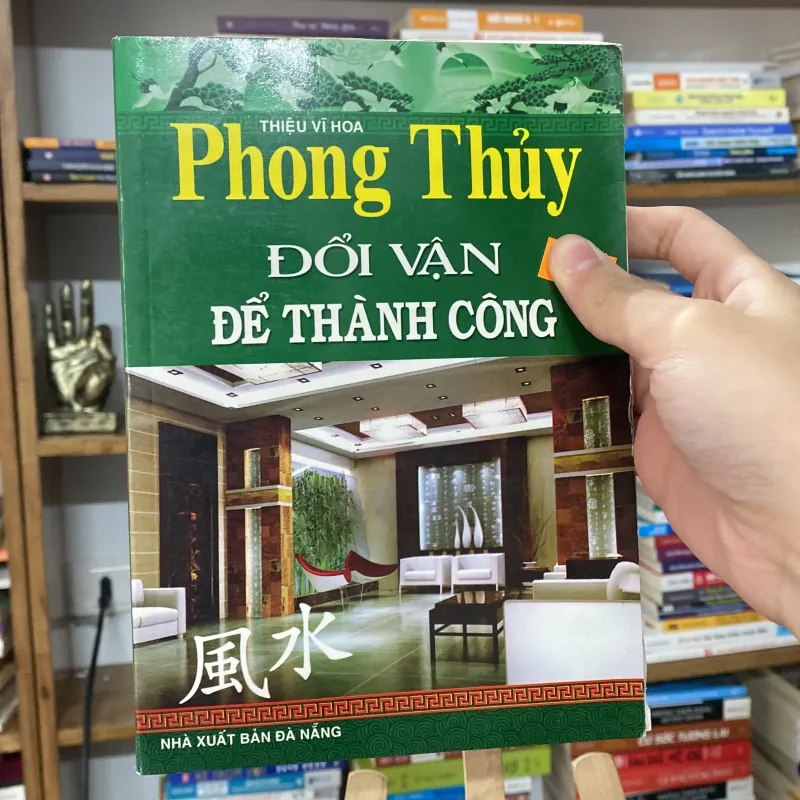 THIỆU VĨ HOA
Phong Thủy
ĐỔI VẬN
ĐỂ THÀNH CÔNG
風水
NHÀ XUẤT BẢN ĐÀ NẴNG